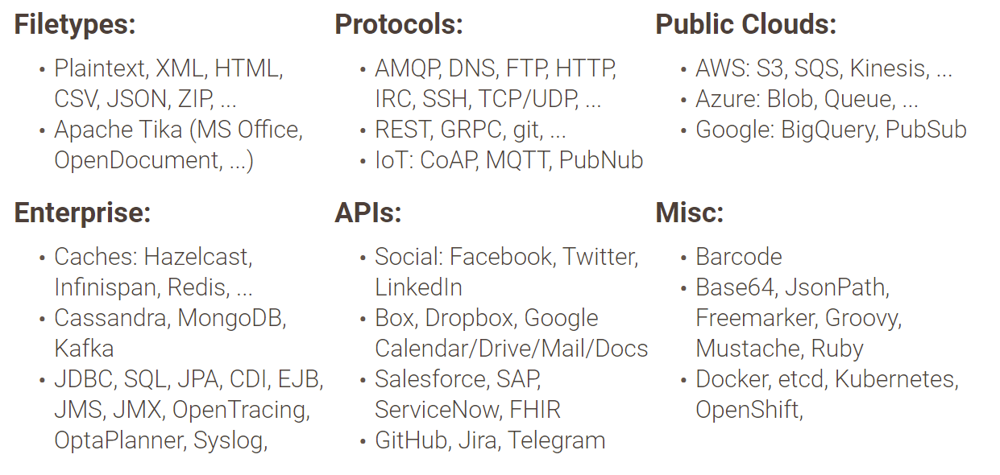 Filetypes:
• Plaintext, XML, HTML,
CSV, JSON, ZIP, ...
• Apache Tika (MS Office,
OpenDocument, ...)
Protocols:
• AMQP, DNS, FTP, HTTP,
IRC, SSH, TCP/UDP, ...
• REST, GRPC, git, ...
• IoT: CoAP, MQTT, PubNub
Public Clouds:
• AWS: S3, SQS, Kinesis, ...
• Azure: Blob, Queue, ...
• Google: BigQuery, PubSub
Enterprise:
• Caches: Hazelcast,
Infinispan, Redis, ...
• Cassandra, MongoDB,
Kafka
• JDBC, SQL, JPA, CDI, EJB,
JMS, JMX, OpenTracing,
OptaPlanner, Syslog,
APIs:
• Social: Facebook, Twitter,
LinkedIn
• Box, Dropbox, Google
Calendar/Drive/Mail/Docs
• Salesforce, SAP,
ServiceNow, FHIR
• GitHub, Jira, Telegram
Misc:
• Barcode
• Base64, JsonPath,
Freemarker, Groovy,
Mustache, Ruby
• Docker, etcd, Kubernetes,
OpenShift,